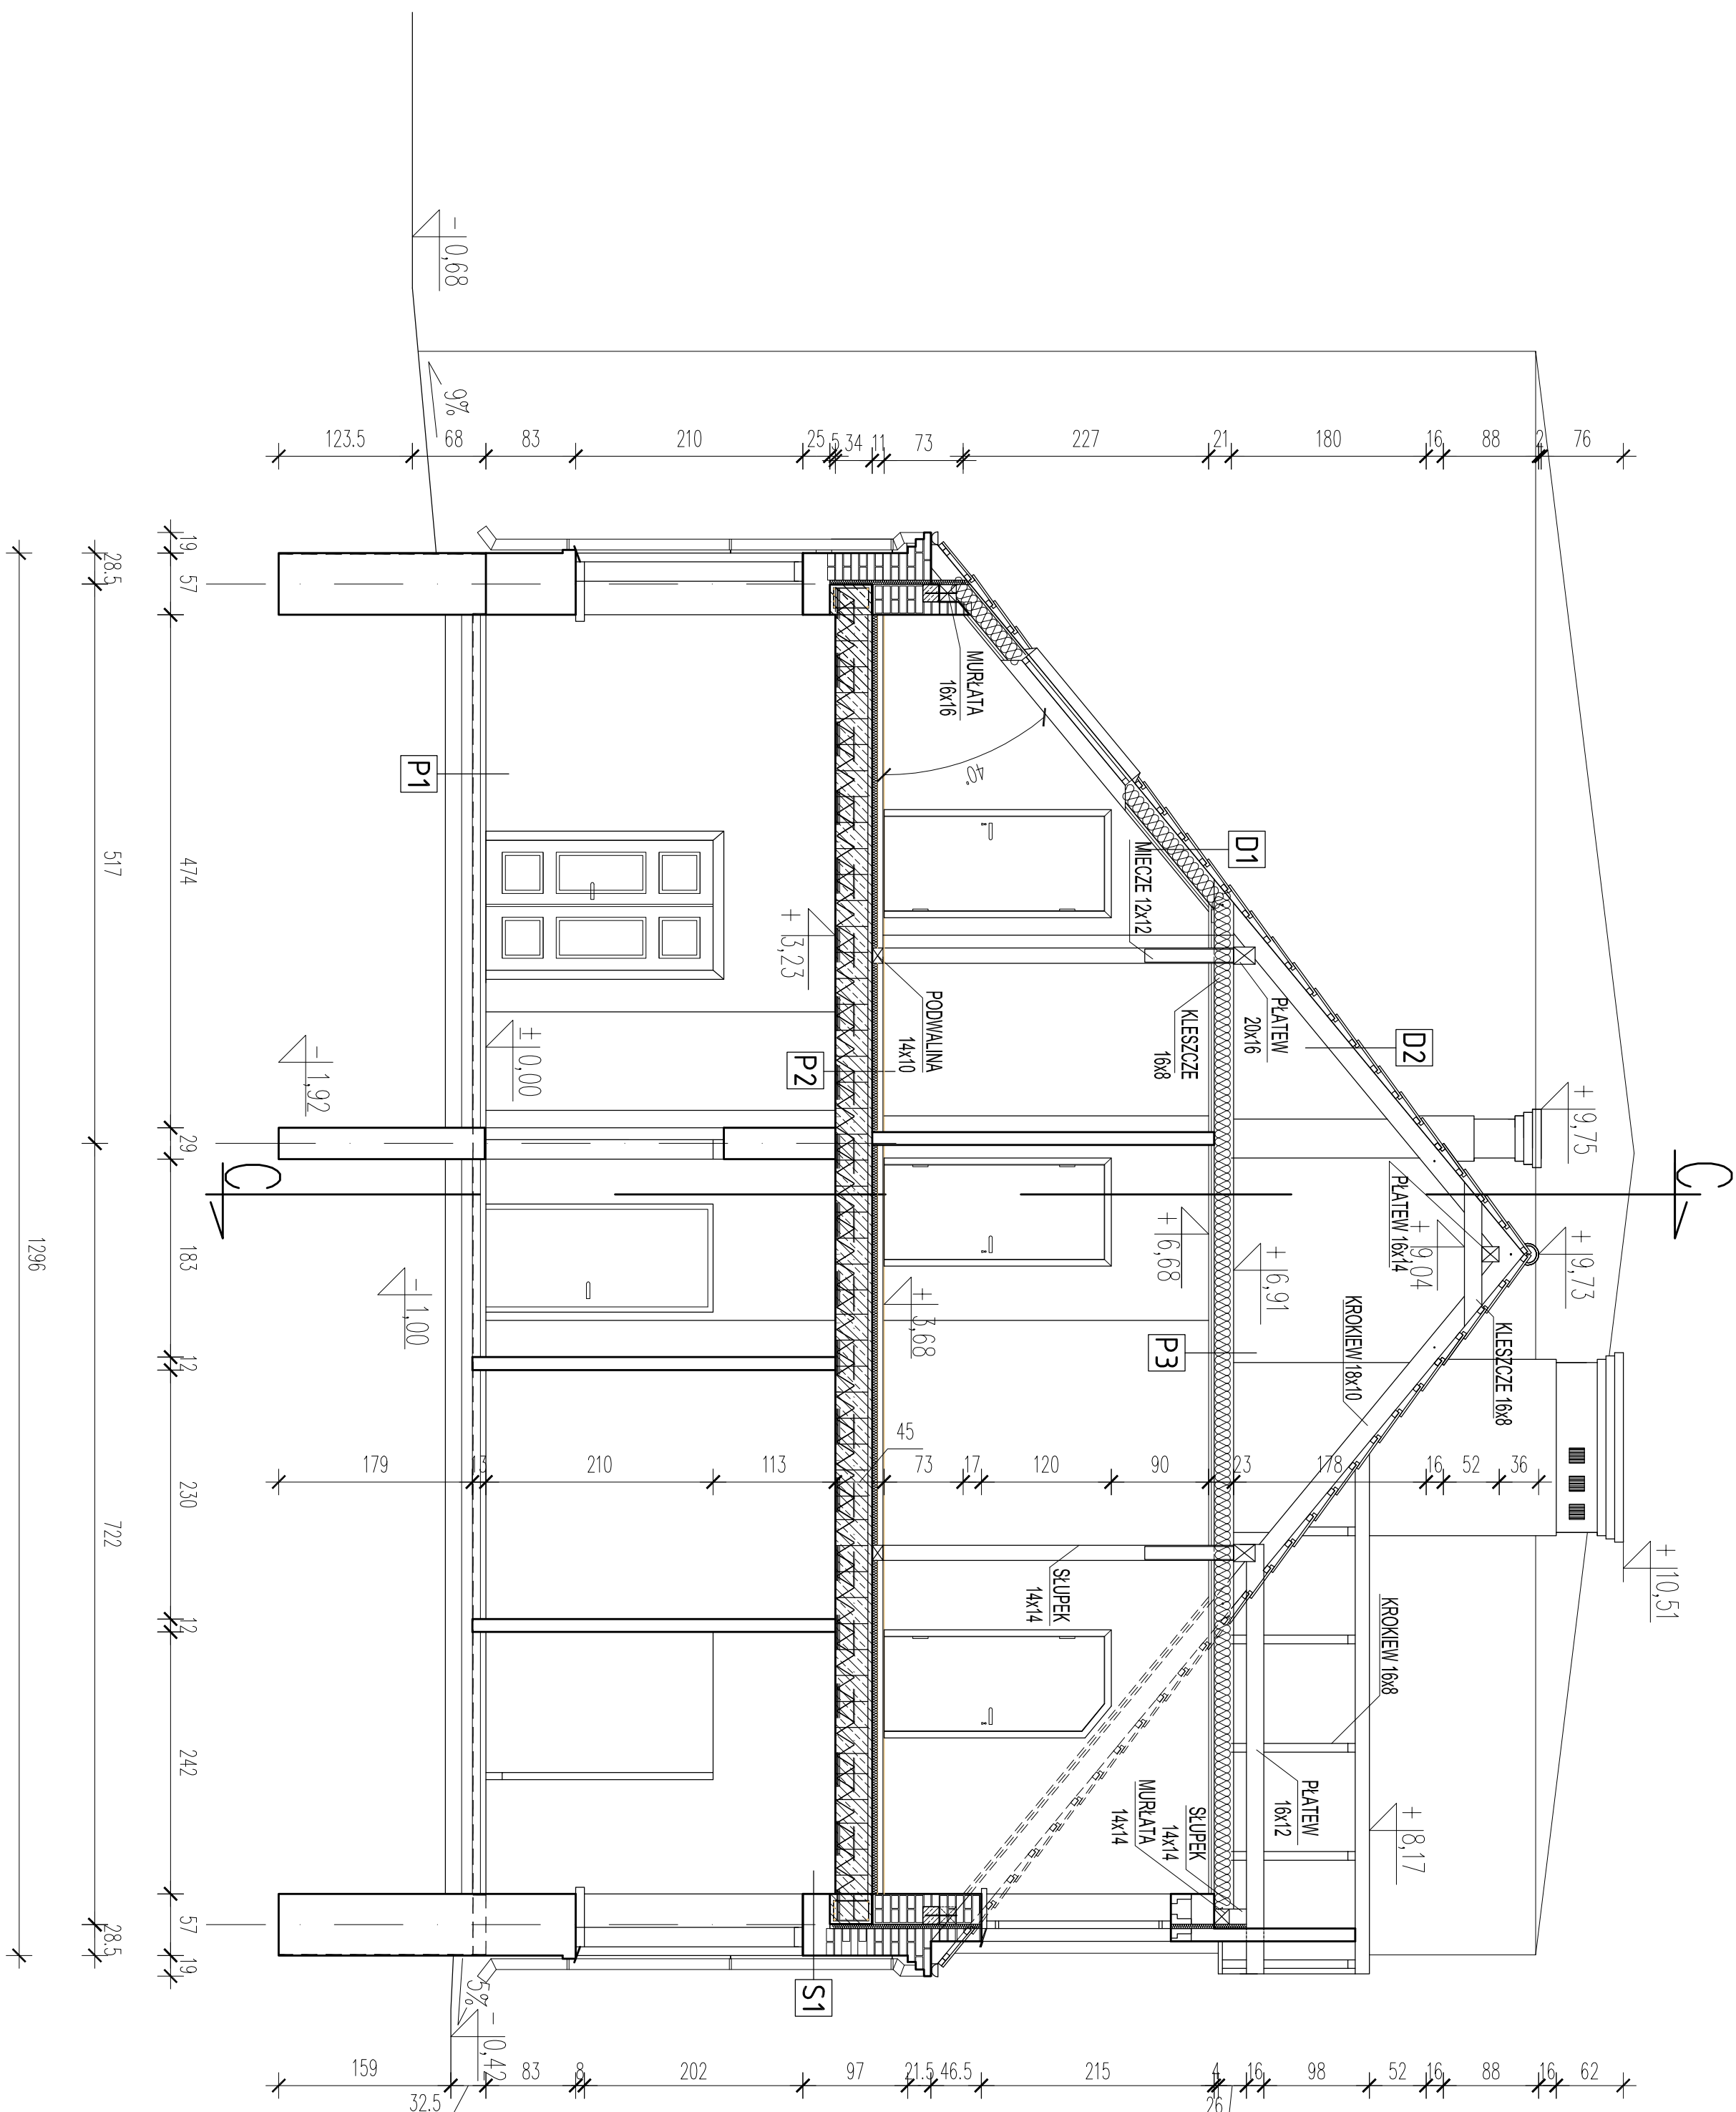 - 0,68
9%
123.5
68
83
210
25
5
34
11
73
227
21
180
16
88
2
76
19
57
474
29
183
12
230
12
242
57
19
28.5
517
722
28.5
1296
MURŁATA
16x16
40°
P1
D1
MIECZE 12x12
+ 3,23
PODWALINA
14x10
KLESZCZE
16x8
PŁATEW
20x16
D2
P2
± 0,00
- 1,92
+ 9,75
C
C
PŁATEW 16x14
+ 9,04
+ 9,73
+ 6,68
+ 6,91
- 1,00
+ 3,68
P3
KROKIEW 18x10
KLESZCZE 16x8
179
13
210
113
45
73
17
120
90
23
178
16
52
36
+ 10,51
SŁUPEK
14x14
KROKIEW 16x8
PŁATEW
16x12
SŁUPEK
14x14
MURŁATA
14x14
+ 8,17
S1
5%
- 0,42
159
32.5
83
8
202
97
21.5
46.5
215
4
26
16
98
52
16
88
16
62